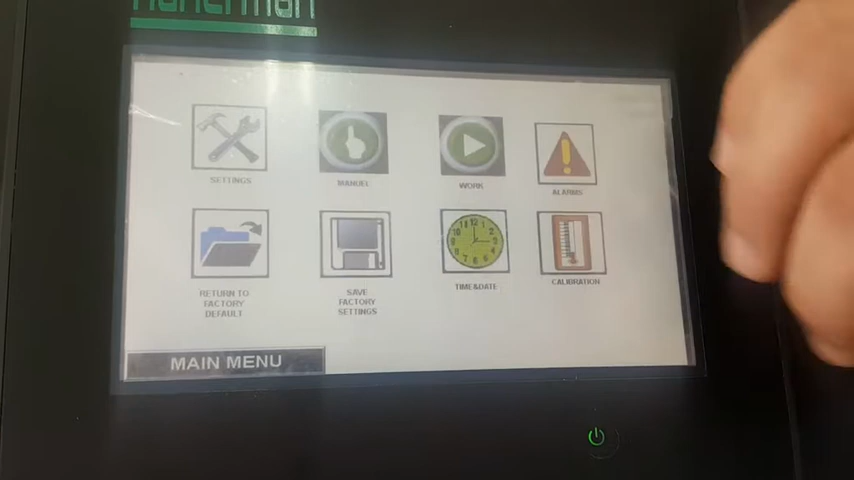 SETTINGS
MANUEL
WORK
ALARMS
RETURN TO
FACTORY
DEFAULT
SAVE
FACTORY
SETTINGS
TIME&DATE
CALIBRATION
MAIN MENU